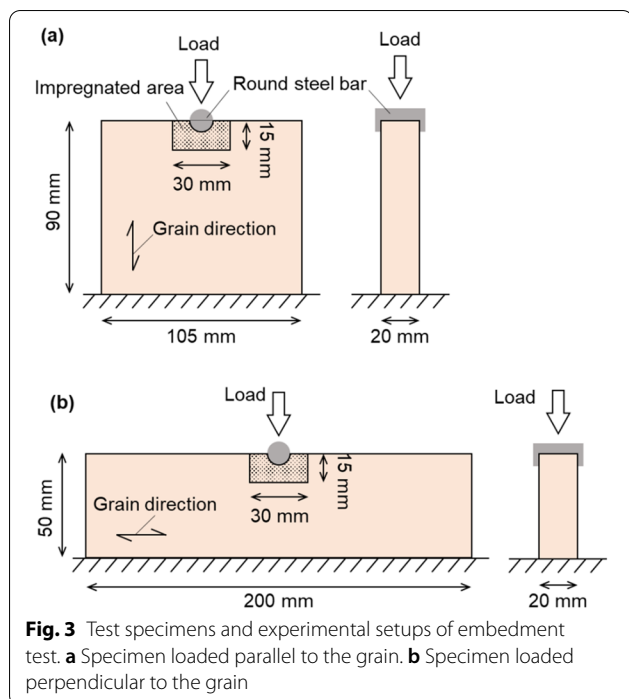 (a)
Load
Load
Impregnated area
Round steel bar
15 mm
30 mm
90 mm
Grain direction
105 mm
20 mm
(b)
Load
Load
15 mm
30 mm
50 mm
Grain direction
200 mm
20 mm
Fig. 3 Test specimens and experimental setups of embedment
test. a Specimen loaded parallel to the grain. b Specimen loaded
perpendicular to the grain